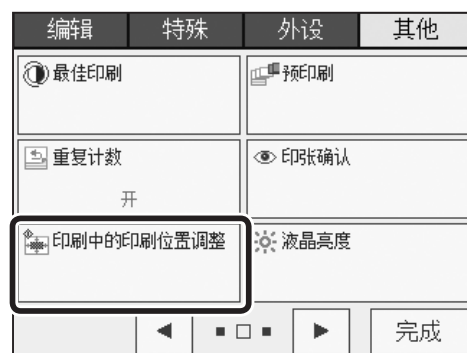 编辑 特殊 外设 其他
最佳印刷 预印刷
重复计数 印张确认
开
印刷中的印刷位置调整 液晶亮度
完成